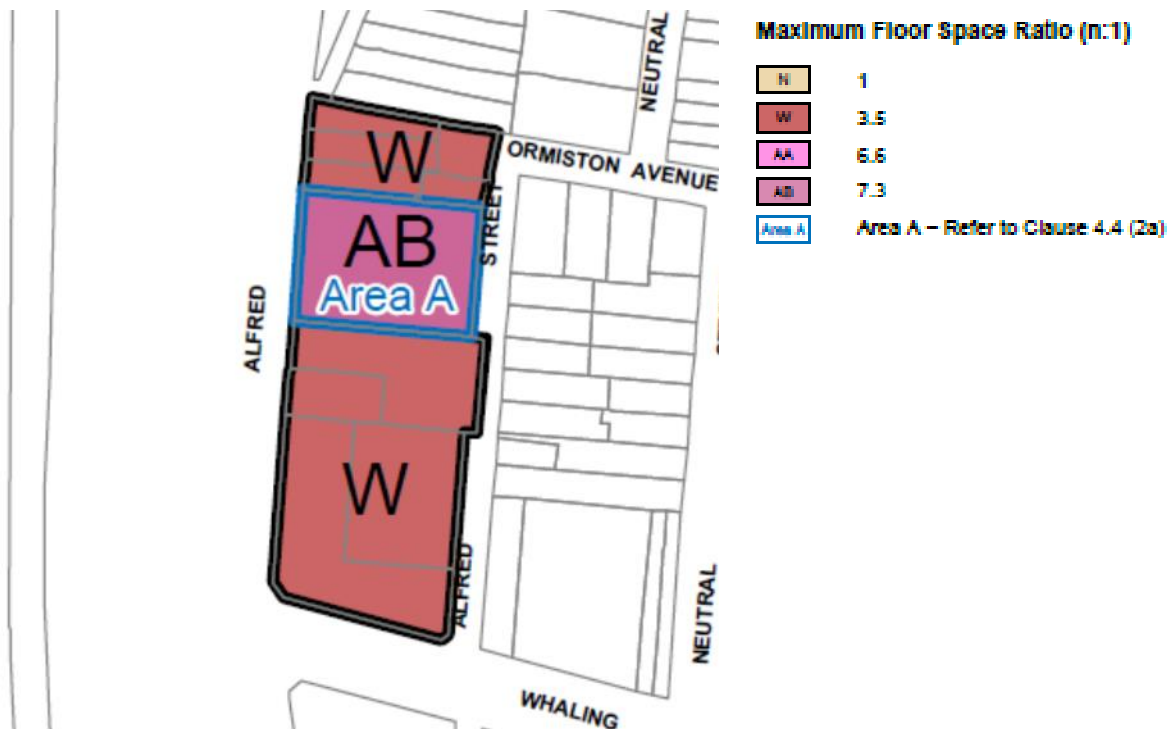 Maximum Floor Space Ratio (n:1)
N 1
W 3.5
AA 6.6
AB 7.3
Area A Area A – Refer to Clause 4.4 (2a)
NEUTRAL
W
ORMISTON AVENUE
STREET
AB
Area A
ALFRED
W
ALFRED
NEUTRAL
WHALING